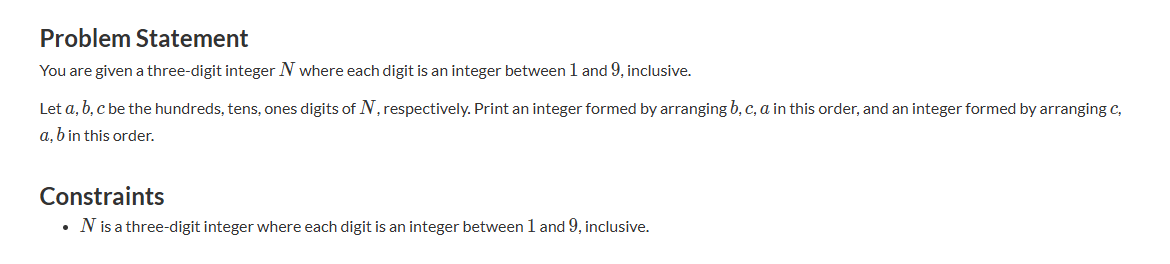 Problem Statement
You are given a three-digit integer N where each digit is an integer between 1 and 9, inclusive.
Let a, b, c be the hundreds, tens, ones digits of N, respectively. Print an integer formed by arranging b, c, a in this order, and an integer formed by arranging c,
a, b in this order.
Constraints
• N is a three-digit integer where each digit is an integer between 1 and 9, inclusive.